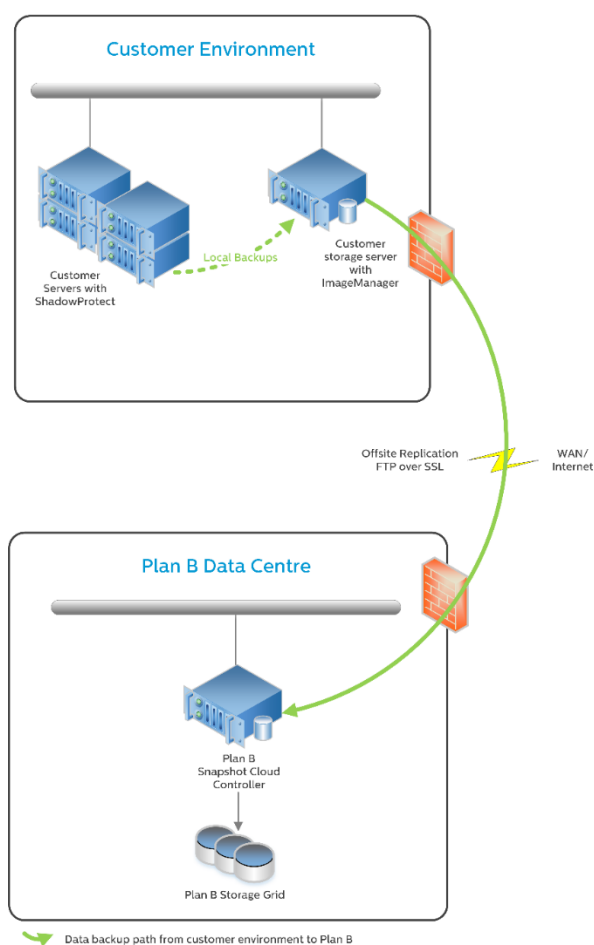 Customer Environment
Local Backups
Customer
Servers with
ShadowProtect
Customer
storage server
with
ImageManager
Offsite Replication
FTP over SSL
WAN/
Internet
Plan B Data Centre
Plan B
Snapshot Cloud
Controller
Plan B Storage Grid
Data backup path from customer environment to Plan B